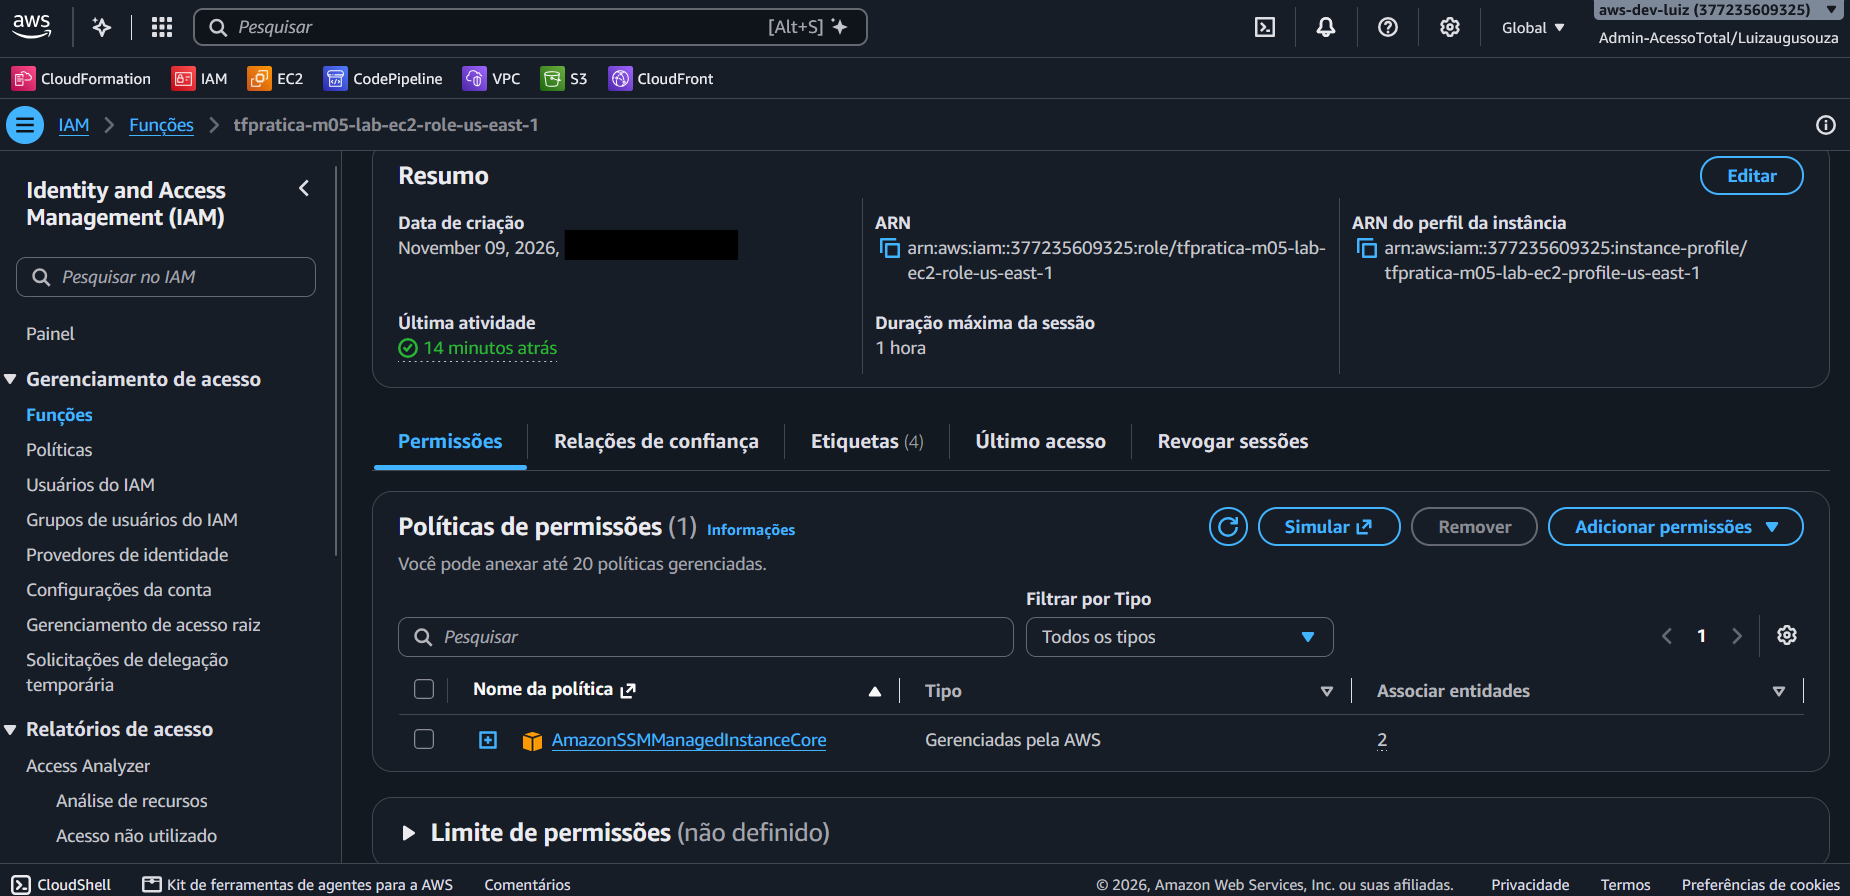 aws
Pesquisar
[Alt+S]
Global
aws-dev-luiz (377235609325)
Admin-AcessoTotal/Luizaugusouza
CloudFormation
IAM
EC2
CodePipeline
VPC
S3
CloudFront
IAM
Funções
tfpratica-m05-lab-ec2-role-us-east-1
Identity and Access
Management (IAM)
Pesquisar no IAM
Painel
Gerenciamento de acesso
Funções
Políticas
Usuários do IAM
Grupos de usuários do IAM
Provedores de identidade
Configurações da conta
Gerenciamento de acesso raiz
Solicitações de delegação
temporária
Relatórios de acesso
Access Analyzer
Análise de recursos
Acesso não utilizado
Resumo
Editar
Data de criação
November 09, 2026,
ARN
arn:aws:iam::377235609325:role/tfpratica-m05-lab-
ec2-role-us-east-1
ARN do perfil da instância
arn:aws:iam::377235609325:instance-profile/
tfpratica-m05-lab-ec2-profile-us-east-1
Última atividade
14 minutos atrás
Duração máxima da sessão
1 hora
Permissões
Relações de confiança
Etiquetas (4)
Último acesso
Revogar sessões
Políticas de permissões (1) Informações
Simular
Remover
Adicionar permissões
Você pode anexar até 20 políticas gerenciadas.
Filtrar por Tipo
Pesquisar
Todos os tipos
1
Nome da política
Tipo
Associar entidades
AmazonSSMManagedInstanceCore
Gerenciadas pela AWS
2
Limite de permissões (não definido)
CloudShell
Kit de ferramentas de agentes para a AWS
Comentários
© 2026, Amazon Web Services, Inc. ou suas afiliadas.
Privacidade
Termos
Preferências de cookies